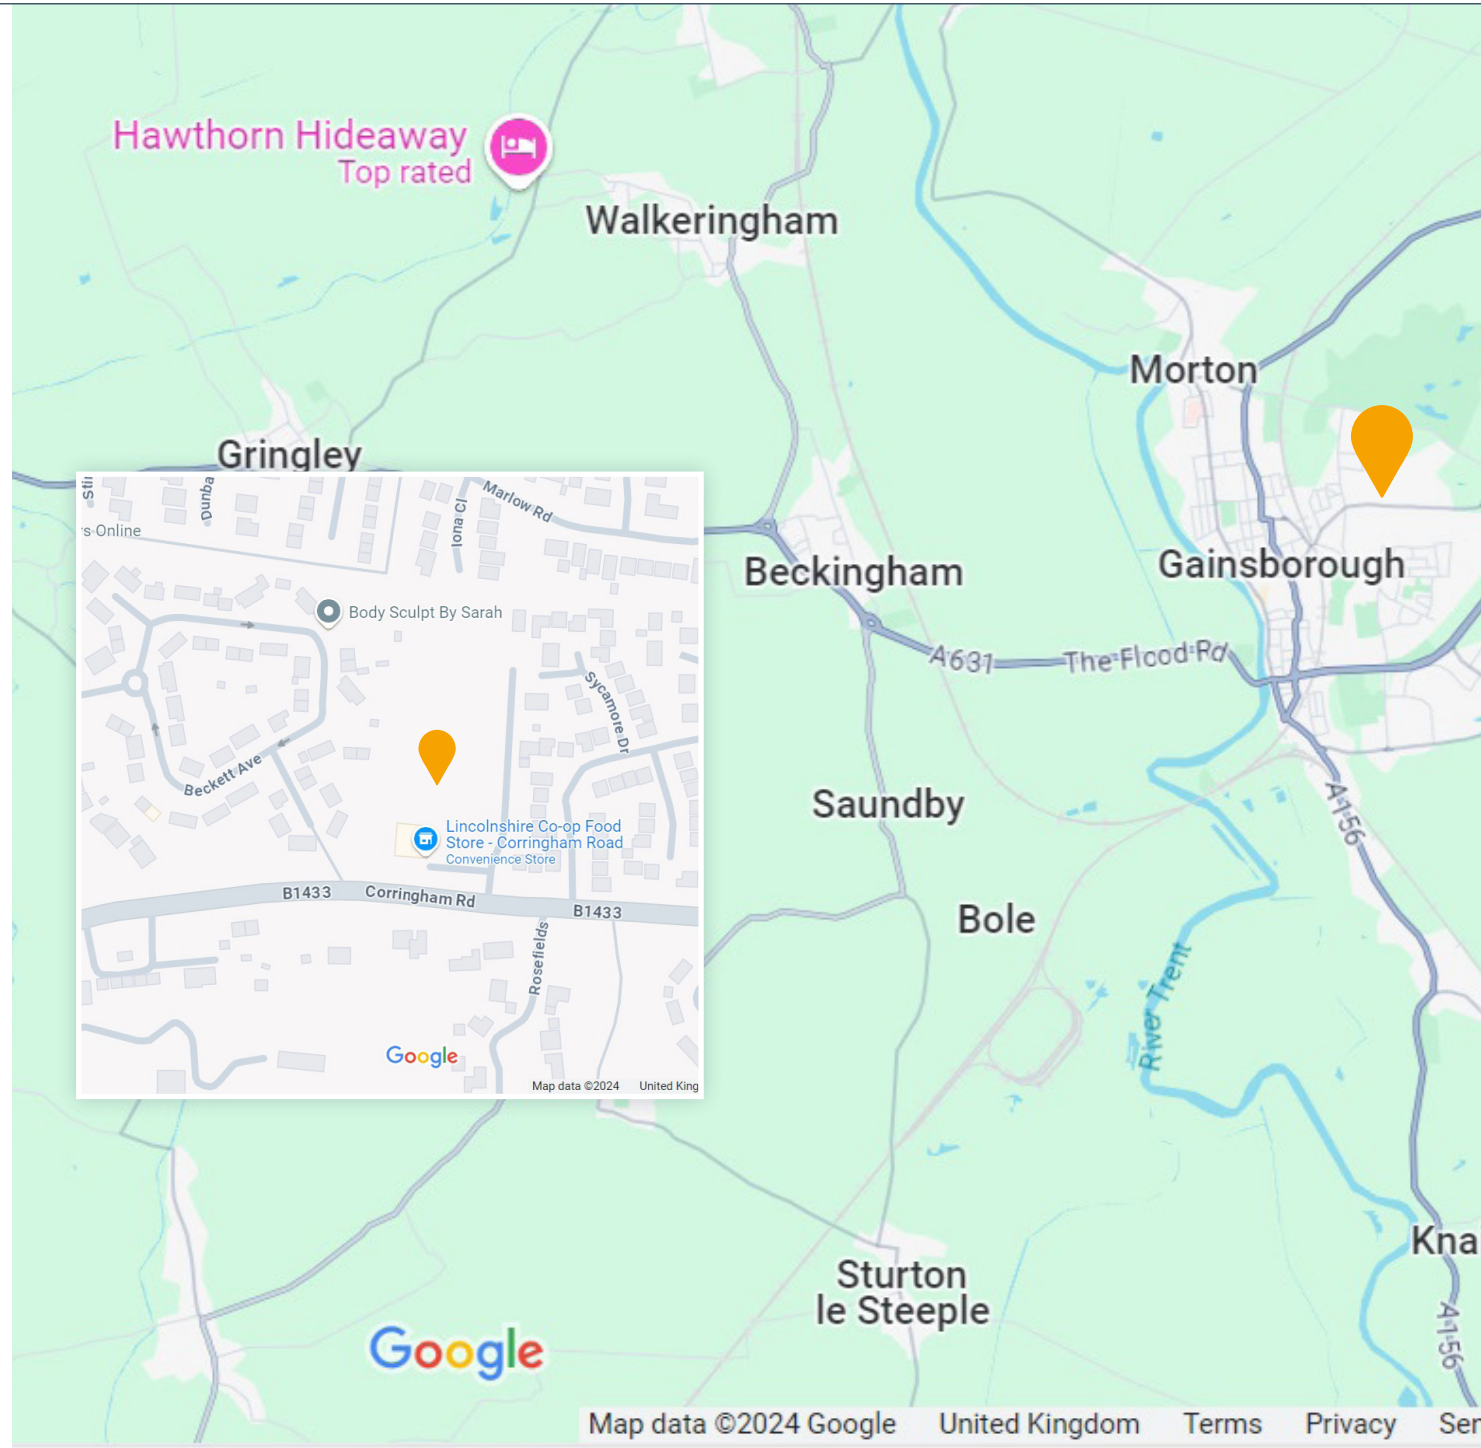 Hawthorn Hideaway
Top rated
Walkeringham
Morton
Gringley
Beckingham
Gainsborough
A631
The Flood Rd
Saundby
A156
Bole
River Trent
Kna
Sturton
le Steeple
A156
Google
Map data ©2024 Google United Kingdom Terms Privacy Ser
Stii
Dunba
Iona Cl
Marlow Rd
rs Online
Body Sculpt By Sarah
Sycamore Dr
Beckett Ave
Lincolnshire Co-op Food
Store - Corringham Road
Convenience Store
B1433
Corringham Rd
B1433
Rosefields
Google
Map data ©2024 United King